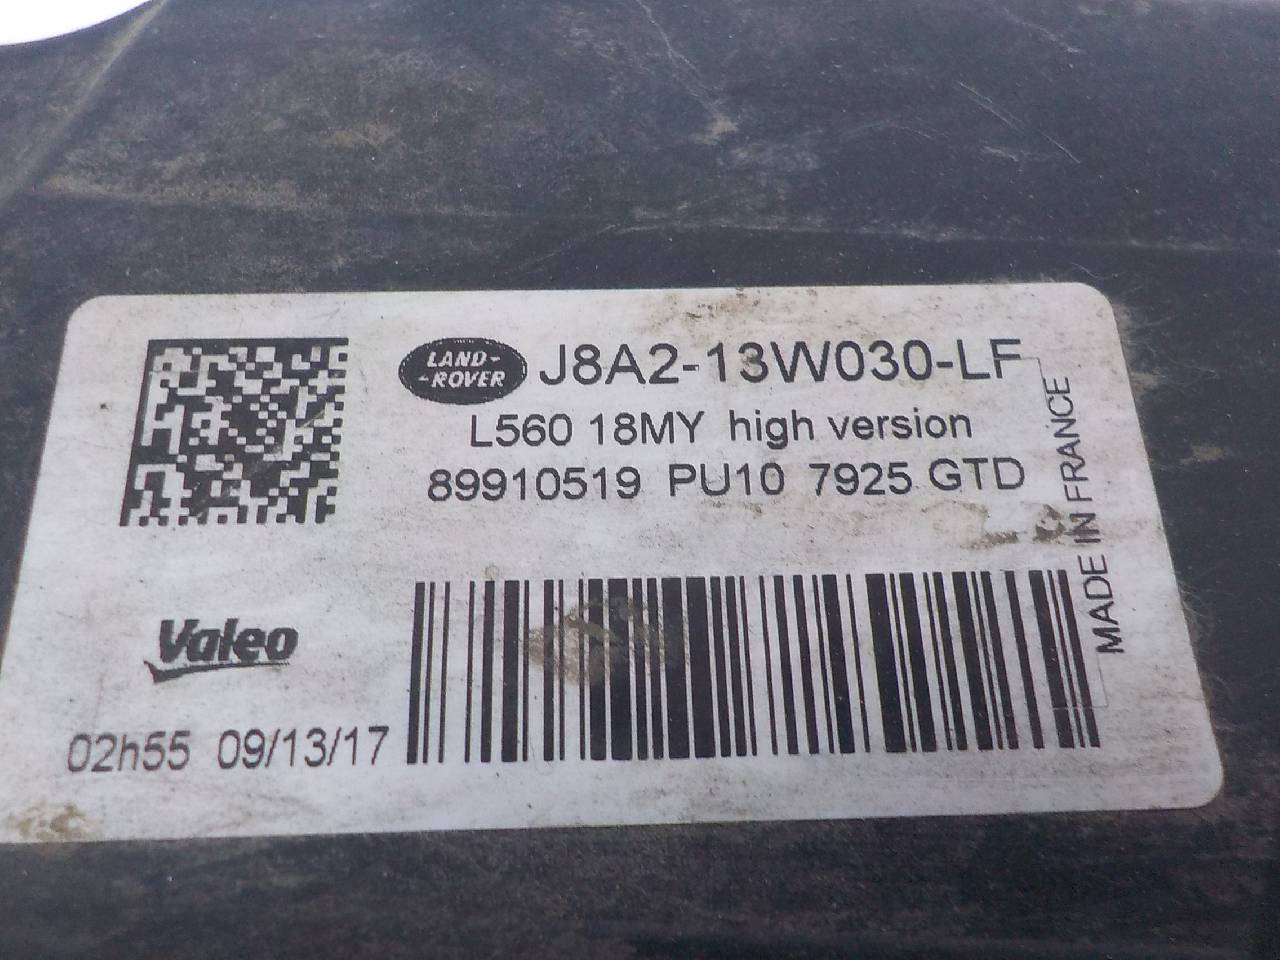 LAND-
-ROVER
J8A2-13W030-LF
L560 18MY high version
89910519 PU10 7925 GTD
MADE IN FRANCE
Valeo
02h55 09/13/17